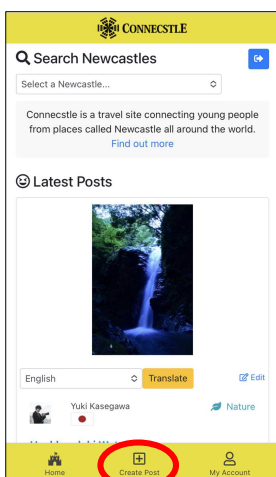 CONNECSTLE
Search Newcastles
Select a Newcastle...
Connecstle is a travel site connecting young people
from places called Newcastle all around the world.
Find out more
Latest Posts
English
Translate
Edit
Yuki Kasegawa
Nature
Home
Create Post
My Account